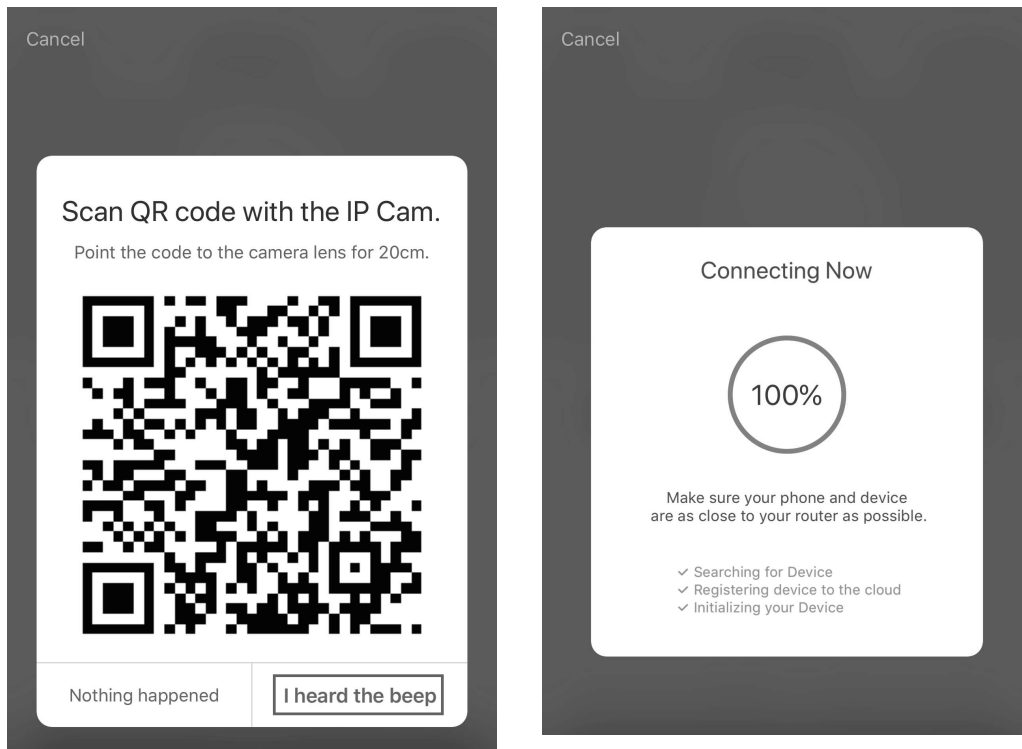 Cancel
Scan QR code with the IP Cam.
Point the code to the camera lens for 20cm.
Nothing happened
I heard the beep
Cancel
Connecting Now
100%
Make sure your phone and device
are as close to your router as possible.
✓ Searching for Device
✓ Registering device to the cloud
✓ Initializing your Device